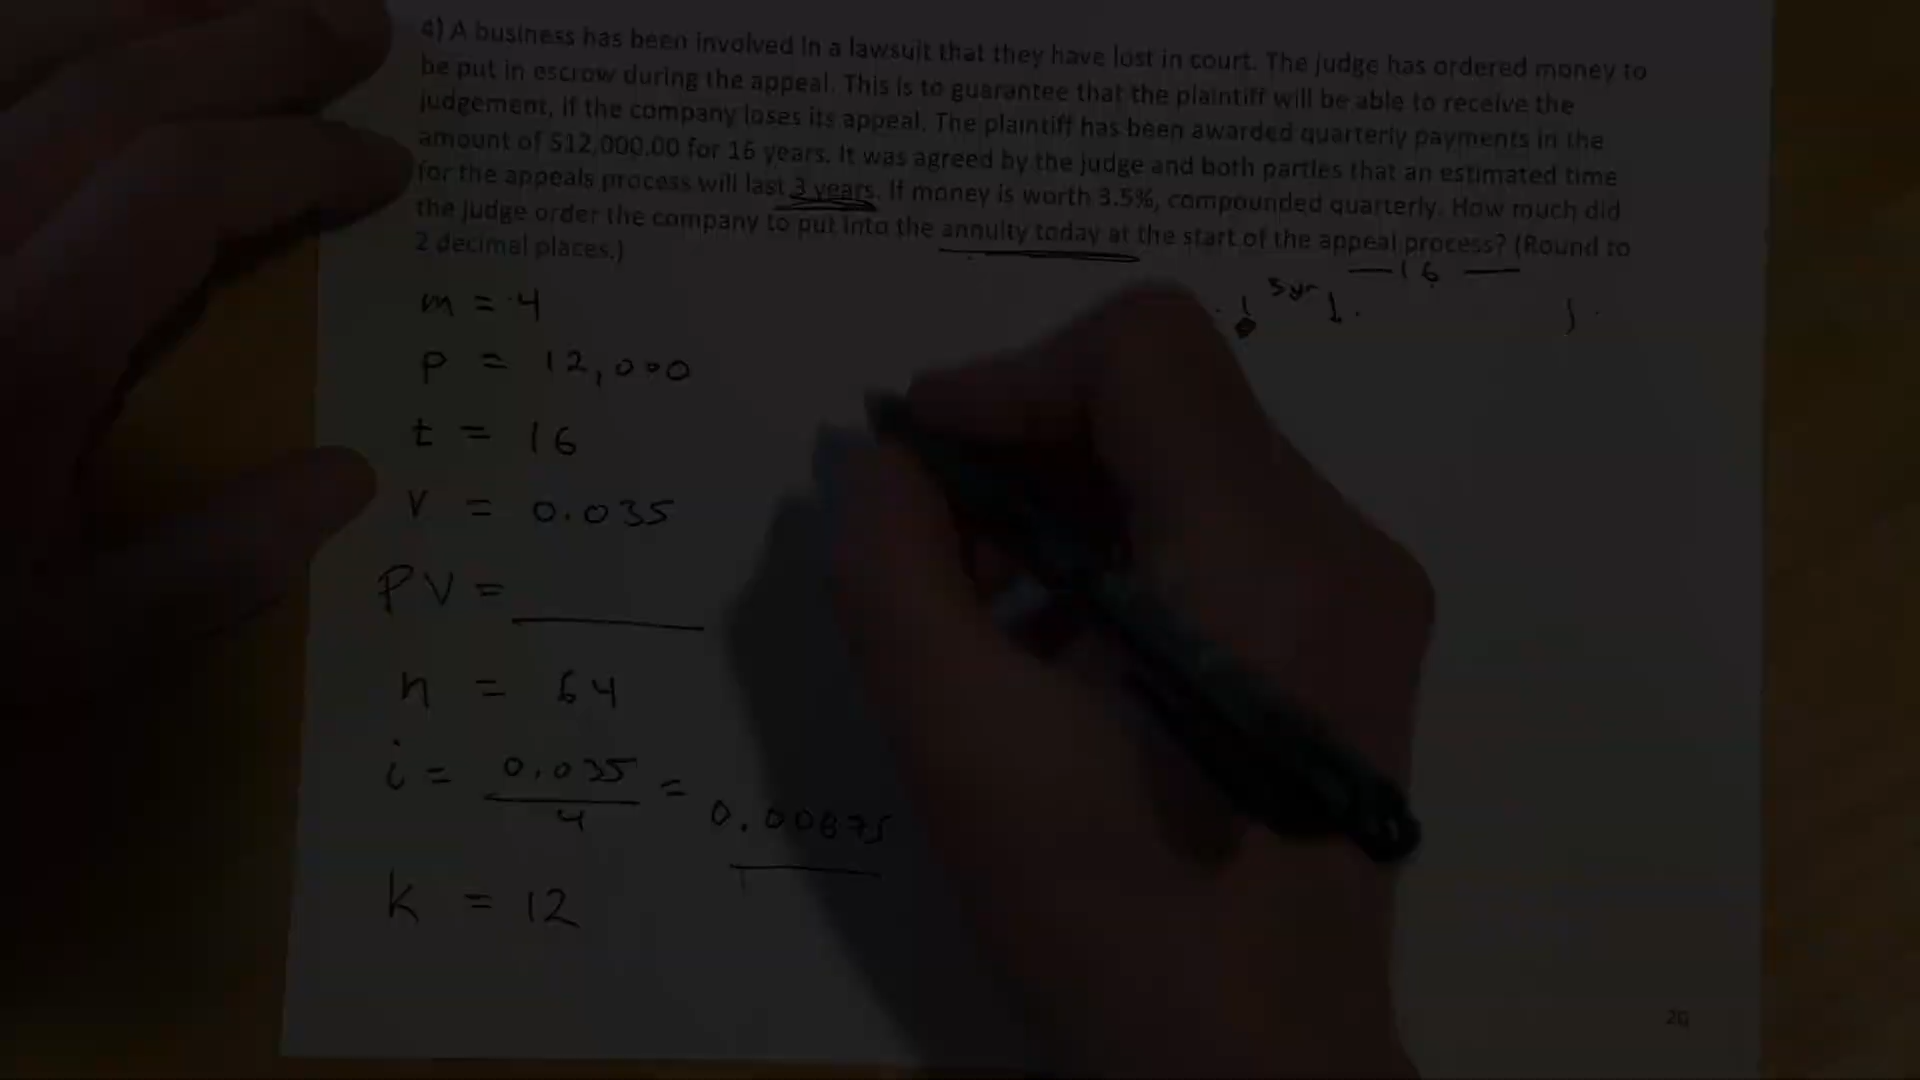 4) A business has been involved in a lawsuit that they have lost in court. The judge has ordered money to
be put in escrow during the appeal. This is to guarantee that the plaintiff will be able to receive the
judgement, if the company loses its appeal. The plaintiff has been awarded quarterly payments in the
amount of $12,000.00 for 16 years. It was agreed by the judge and both parties that an estimated time
for the appeals process will last 3 years. If money is worth 3.5%, compounded quarterly. How much did
the judge order the company to put into the annuity today at the start of the appeal process? (Round to
2 decimal places.)
16
3yr
m = 4
p = 12,000
t = 16
r = 0.035
PV =
n = 64
i = 0.035/4 = 0.00875
k = 12
20